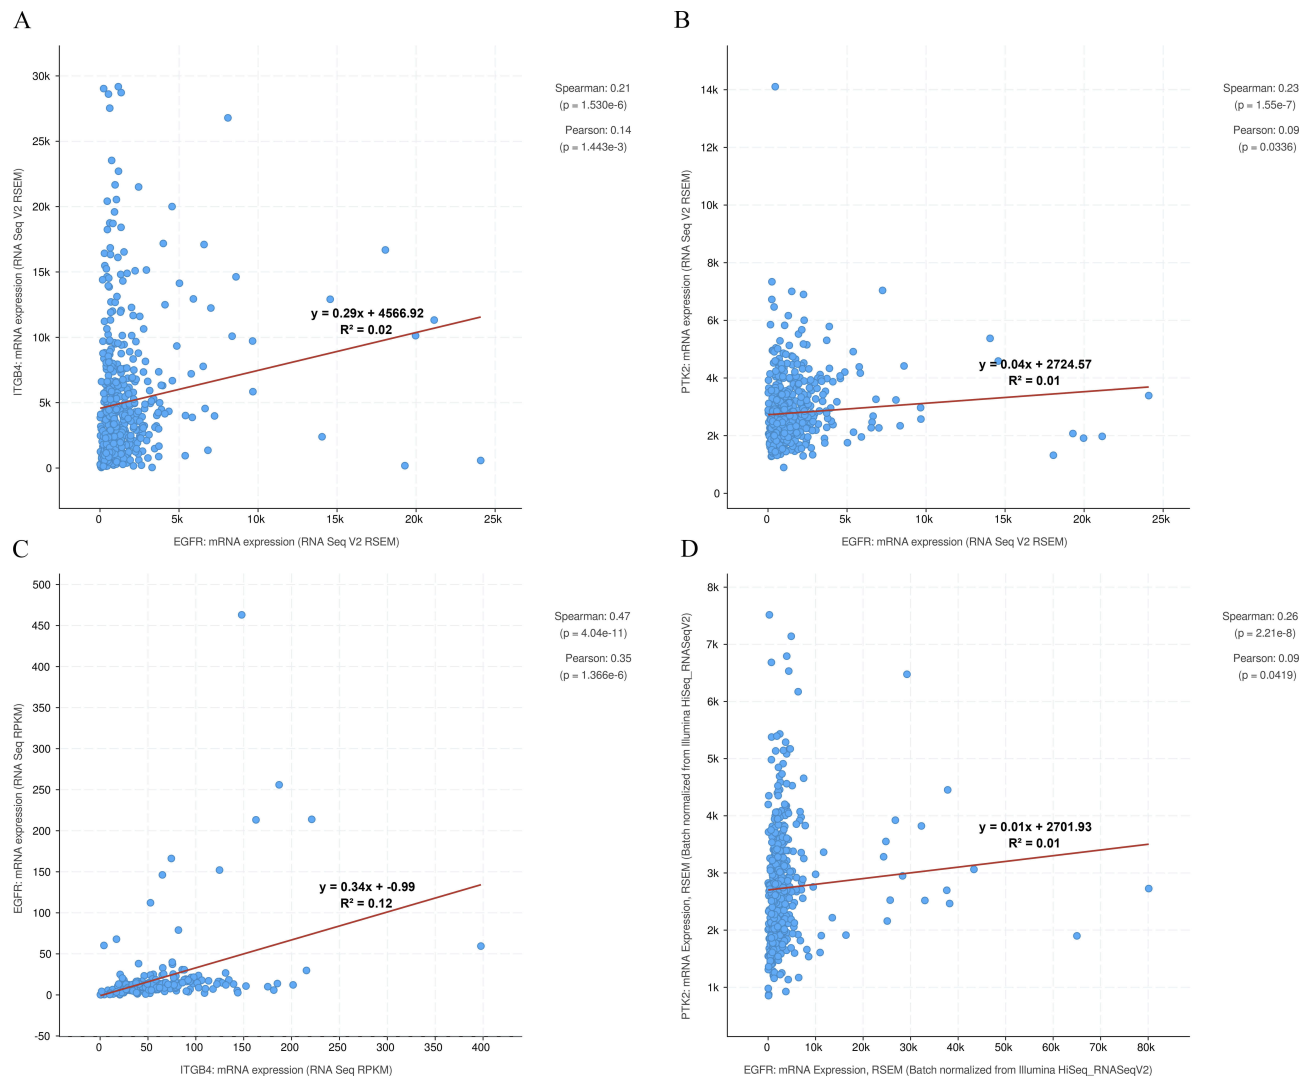 A
30k
25k
20k
15k
10k
5k
0
0
5k
10k
15k
20k
25k
ITGB4: mRNA expression (RNA Seq V2 RSEM)
EGFR: mRNA expression (RNA Seq V2 RSEM)
y = 0.29x + 4566.92
R² = 0.02
Spearman: 0.21
(p = 1.530e-6)
Pearson: 0.14
(p = 1.443e-3)
B
14k
12k
10k
8k
6k
4k
2k
0
0
5k
10k
15k
20k
25k
PTK2: mRNA expression (RNA Seq V2 RSEM)
EGFR: mRNA expression (RNA Seq V2 RSEM)
y = 0.04x + 2724.57
R² = 0.01
Spearman: 0.23
(p = 1.55e-7)
Pearson: 0.09
(p = 0.0336)
C
500
450
400
350
300
250
200
150
100
50
0
-50
0
50
100
150
200
250
300
350
400
EGFR: mRNA expression (RNA Seq RPKM)
ITGB4: mRNA expression (RNA Seq RPKM)
y = 0.34x + -0.99
R² = 0.12
Spearman: 0.47
(p = 4.04e-11)
Pearson: 0.35
(p = 1.366e-6)
D
8k
7k
6k
5k
4k
3k
2k
1k
0
10k
20k
30k
40k
50k
60k
70k
80k
PTK2: mRNA Expression, RSEM (Batch normalized from Illumina HiSeq_RNASeqV2)
EGFR: mRNA Expression, RSEM (Batch normalized from Illumina HiSeq_RNASeqV2)
y = 0.01x + 2701.93
R² = 0.01
Spearman: 0.26
(p = 2.21e-8)
Pearson: 0.09
(p = 0.0419)